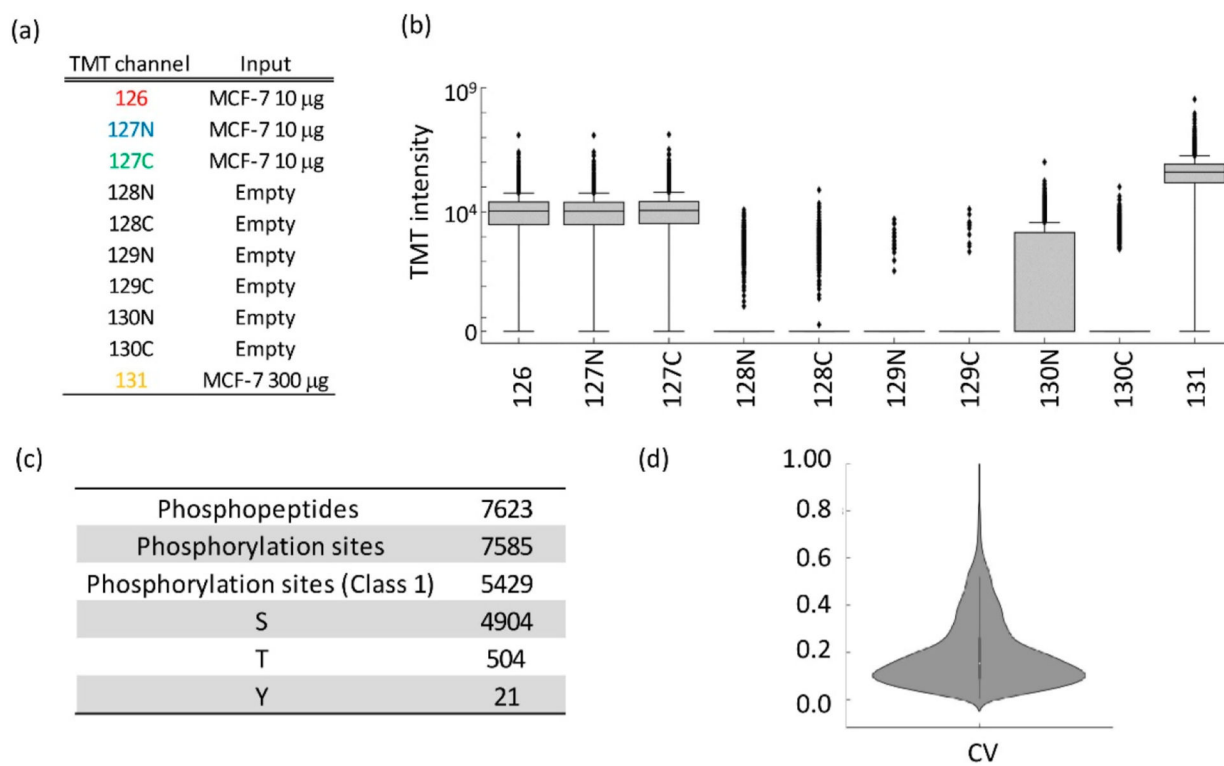 (a)
TMT channel Input
126 MCF-7 10 μg
127N MCF-7 10 μg
127C MCF-7 10 μg
128N Empty
128C Empty
129N Empty
129C Empty
130N Empty
130C Empty
131 MCF-7 300 μg
(b)
TMT intensity
10⁹
10⁴
0
126 127N 127C 128N 128C 129N 129C 130N 130C 131
(c)
Phosphopeptides 7623
Phosphorylation sites 7585
Phosphorylation sites (Class 1) 5429
S 4904
T 504
Y 21
(d)
1.00
0.8
0.6
0.4
0.2
0.0
CV